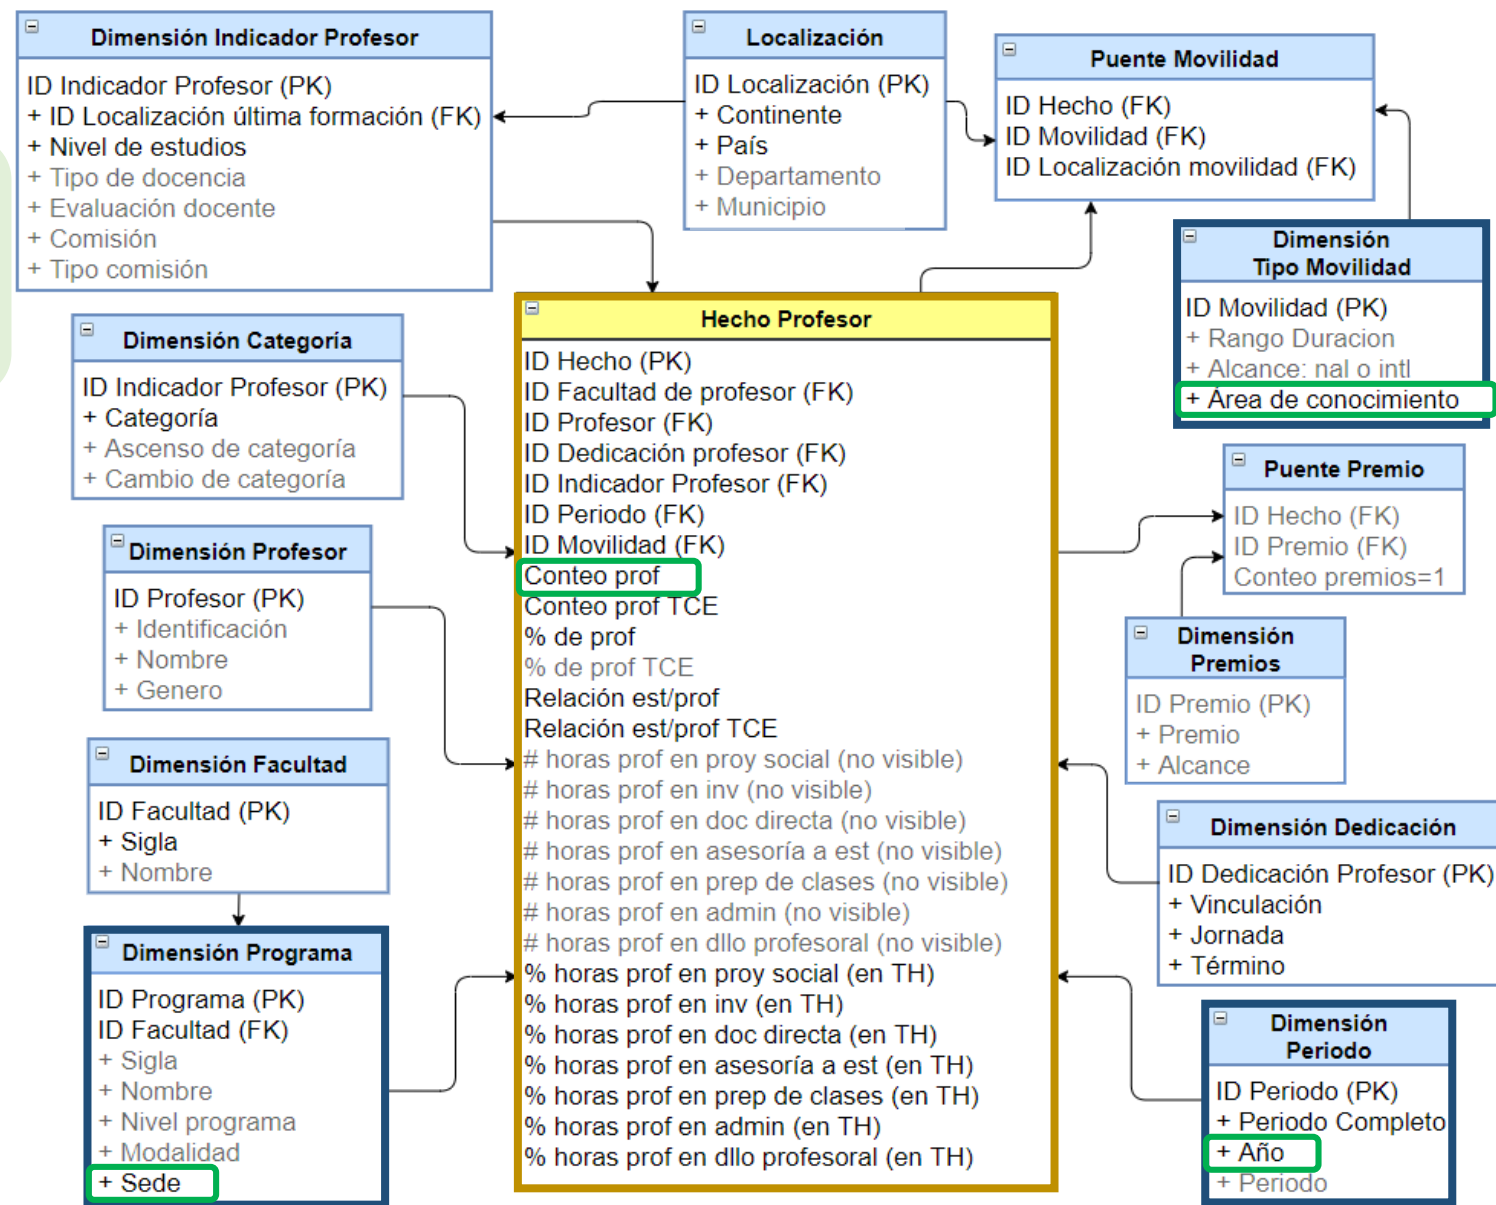 Dimensión Indicador Profesor
ID Indicador Profesor (PK)
+ ID Localización última formación (FK)
+ Nivel de estudios
+ Tipo de docencia
+ Evaluación docente
+ Comisión
+ Tipo comisión
Localización
ID Localización (PK)
+ Continente
+ País
+ Departamento
+ Municipio
Puente Movilidad
ID Hecho (FK)
ID Movilidad (FK)
ID Localización movilidad (FK)
Dimensión
Tipo Movilidad
ID Movilidad (PK)
+ Rango Duracion
+ Alcance: nal o intl
+ Área de conocimiento
Dimensión Categoría
ID Indicador Profesor (PK)
+ Categoría
+ Ascenso de categoría
+ Cambio de categoría
Hecho Profesor
ID Hecho (PK)
ID Facultad de profesor (FK)
ID Profesor (FK)
ID Dedicación profesor (FK)
ID Indicador Profesor (FK)
ID Periodo (FK)
ID Movilidad (FK)
Conteo prof
Conteo prof TCE
% de prof
% de prof TCE
Relación est/prof
Relación est/prof TCE
# horas prof en proy social (no visible)
# horas prof en inv (no visible)
# horas prof en doc directa (no visible)
# horas prof en asesoría a est (no visible)
# horas prof en prep de clases (no visible)
# horas prof en admin (no visible)
# horas prof en dllo profesoral (no visible)
% horas prof en proy social (en TH)
% horas prof en inv (en TH)
% horas prof en doc directa (en TH)
% horas prof en asesoría a est (en TH)
% horas prof en prep de clases (en TH)
% horas prof en admin (en TH)
% horas prof en dllo profesoral (en TH)
Puente Premio
ID Hecho (FK)
ID Premio (FK)
Conteo premios=1
Dimensión Profesor
ID Profesor (PK)
+ Identificación
+ Nombre
+ Genero
Dimensión
Premios
ID Premio (PK)
+ Premio
+ Alcance
Dimensión Facultad
ID Facultad (PK)
+ Sigla
+ Nombre
Dimensión Dedicación
ID Dedicación Profesor (PK)
+ Vinculación
+ Jornada
+ Término
Dimensión Programa
ID Programa (PK)
ID Facultad (FK)
+ Sigla
+ Nombre
+ Nivel programa
+ Modalidad
+ Sede
Dimensión
Periodo
ID Periodo (PK)
+ Periodo Completo
+ Año
+ Periodo